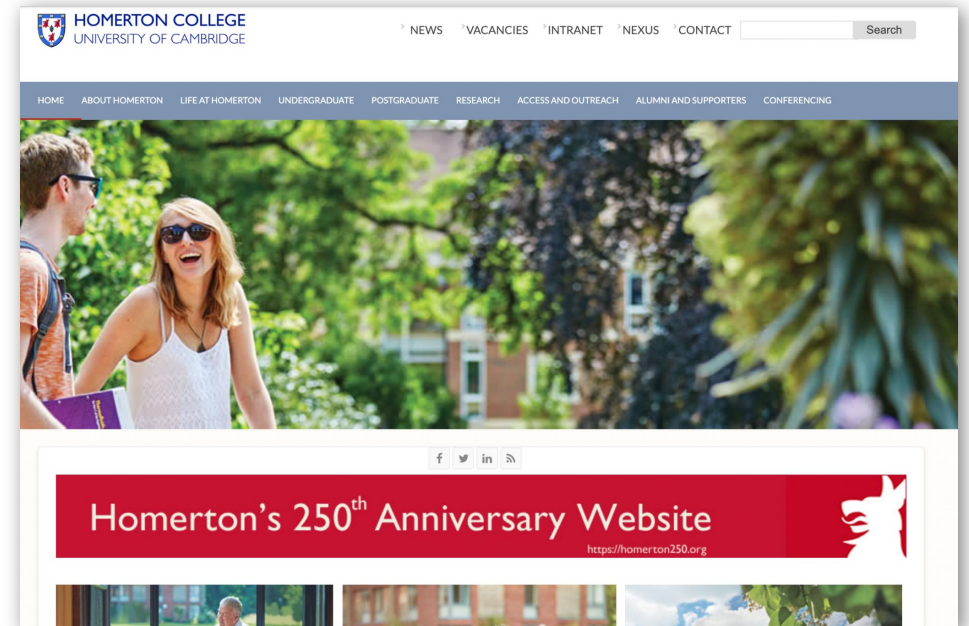 HOMERTON COLLEGE
UNIVERSITY OF CAMBRIDGE
NEWS VACANCIES INTRANET NEXUS CONTACT Search
HOME ABOUT HOMERTON LIFE AT HOMERTON UNDERGRADUATE POSTGRADUATE RESEARCH ACCESS AND OUTREACH ALUMNI AND SUPPORTERS CONFERENCING
Homerton's 250th Anniversary Website
https://homerton250.org